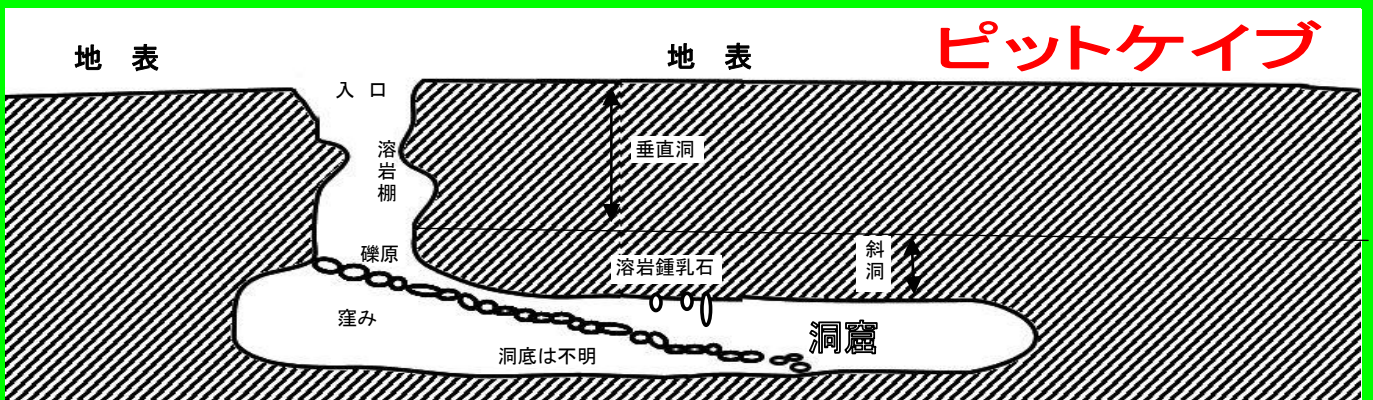 ピットケイブ
地 表
地 表
入 口
溶岩棚
垂直洞
礫原
斜洞
溶岩鍾乳石
窪み
洞窟
洞底は不明